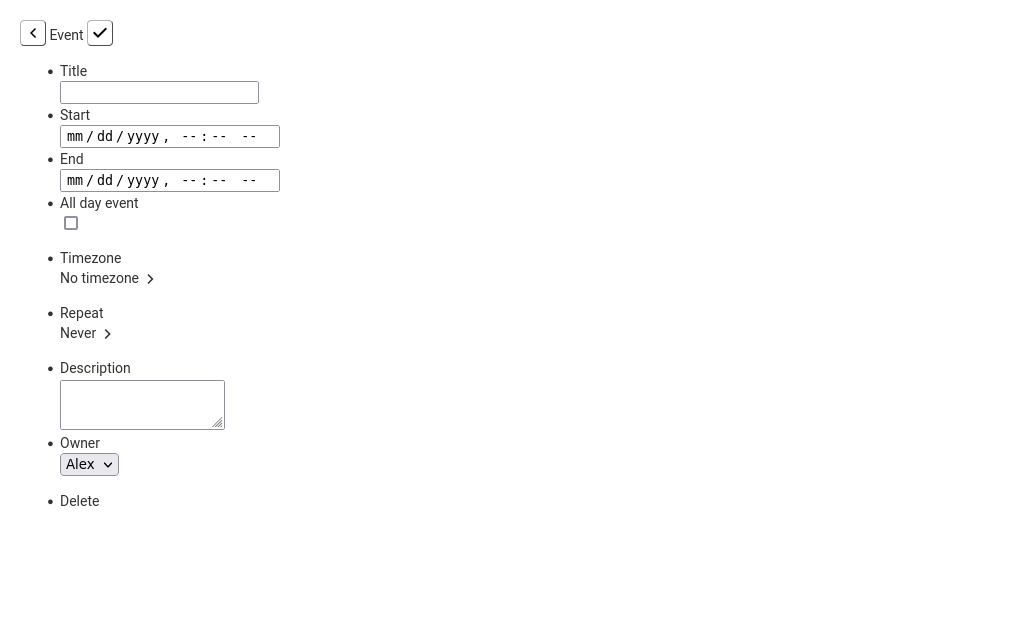 Event
Title
Start
mm/dd/yyyy, --:-- --
End
mm/dd/yyyy, --:-- --
All day event
Timezone
No timezone
Repeat
Never
Description
Owner
Alex
Delete